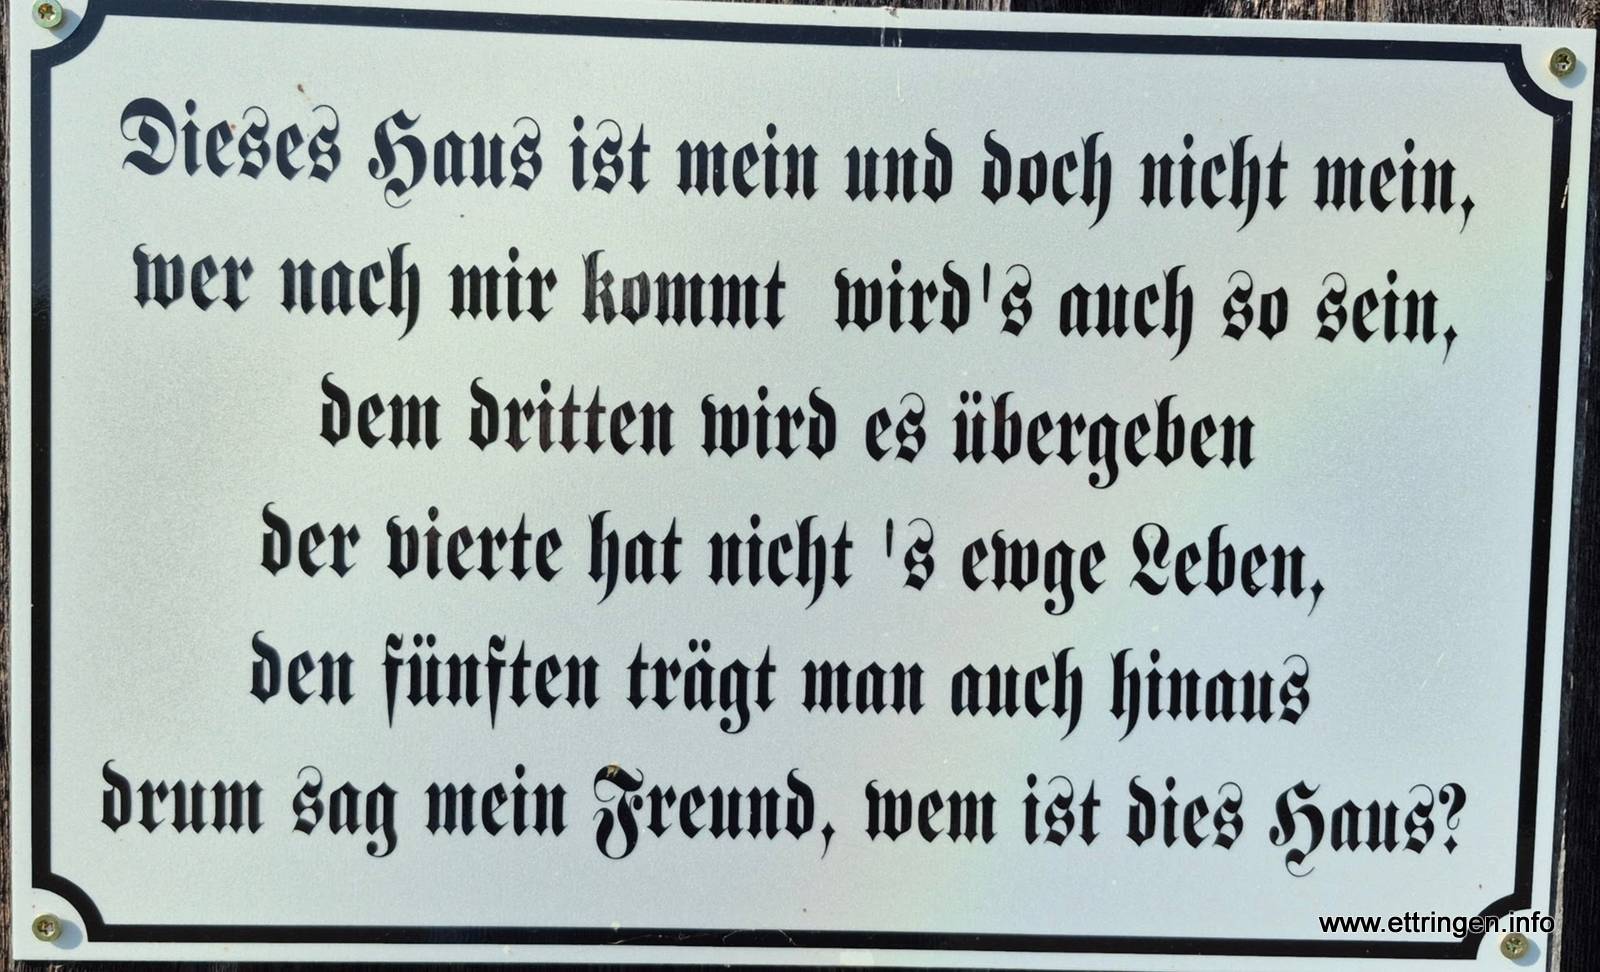 Dieses Haus ist mein und doch nicht mein,
wer nach mir kommt wird's auch so sein,
dem dritten wird es übergeben
der vierte hat nicht 's ewge Leben,
den fünften trägt man auch hinaus
drum sag mein Freund, wem ist dies Haus?
www.ettringen.info